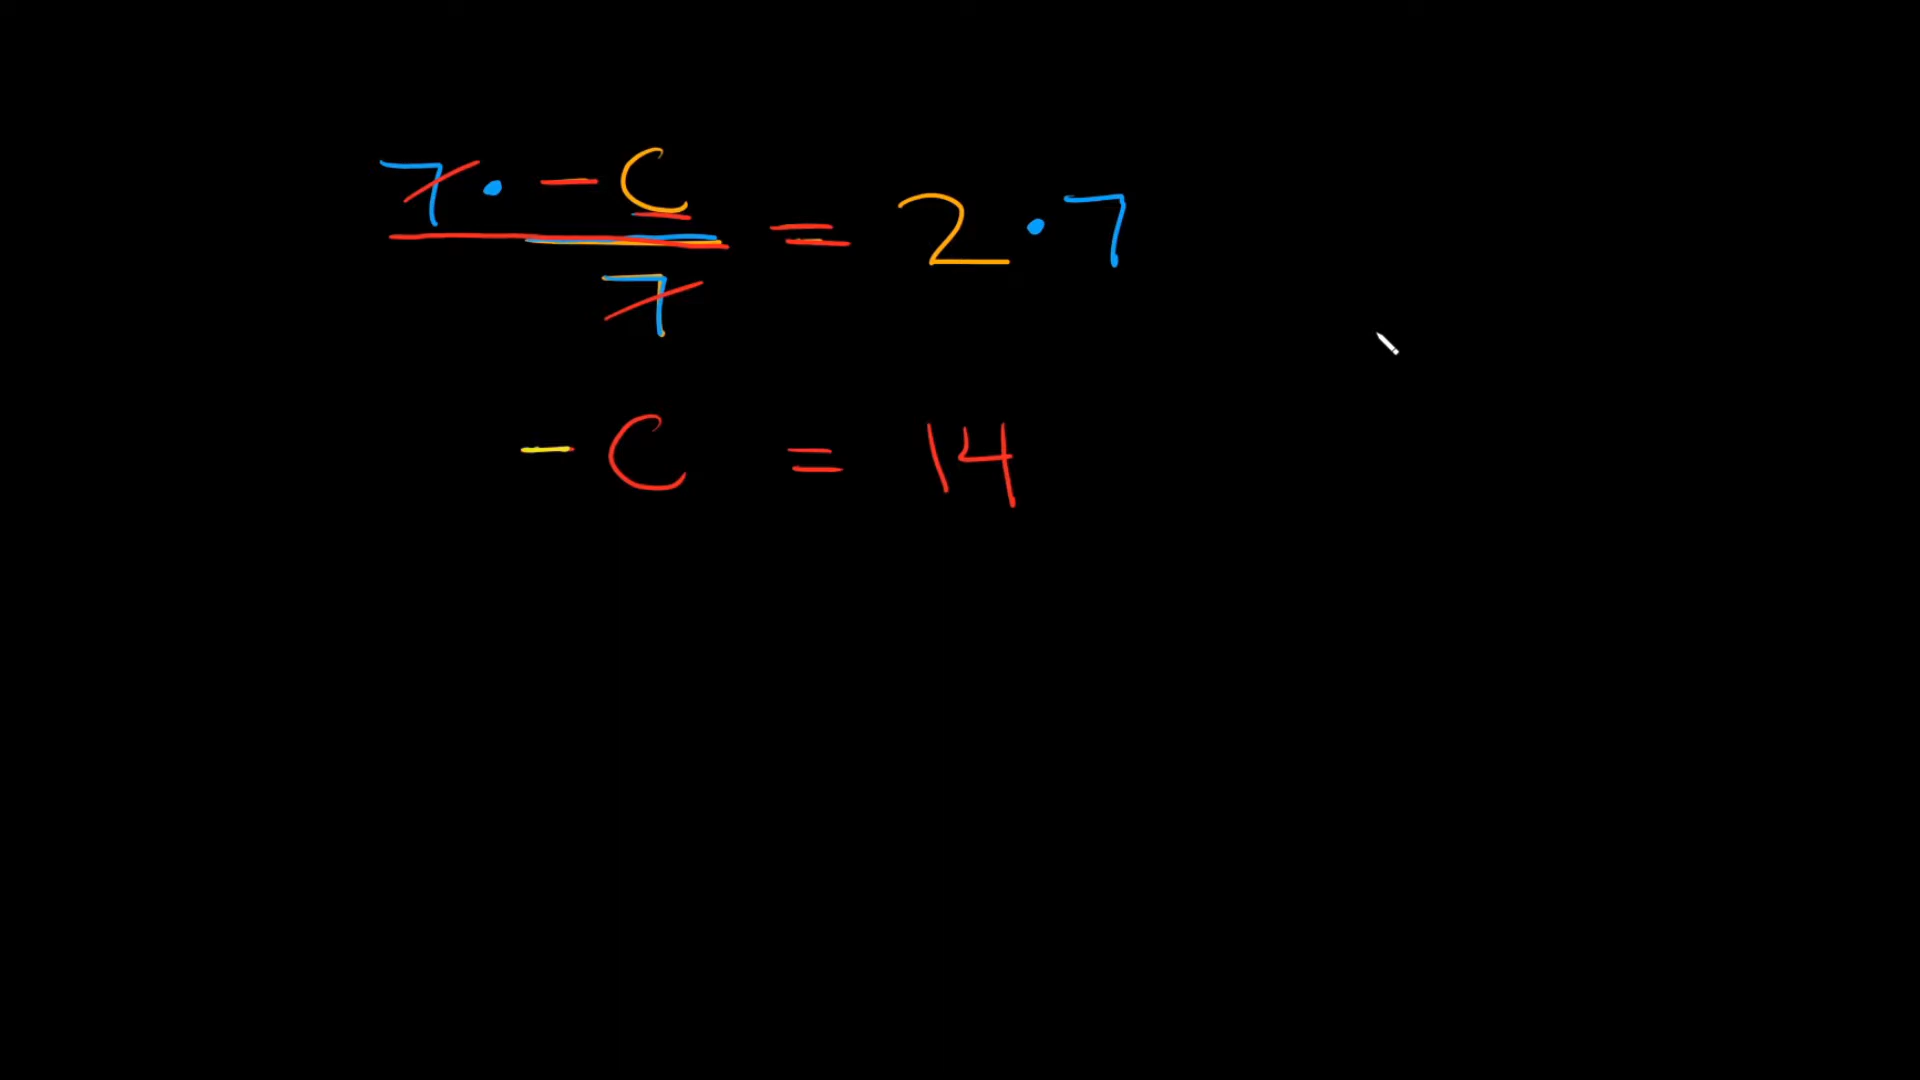 7 · - C
— = 2 · 7
7
- C = 14